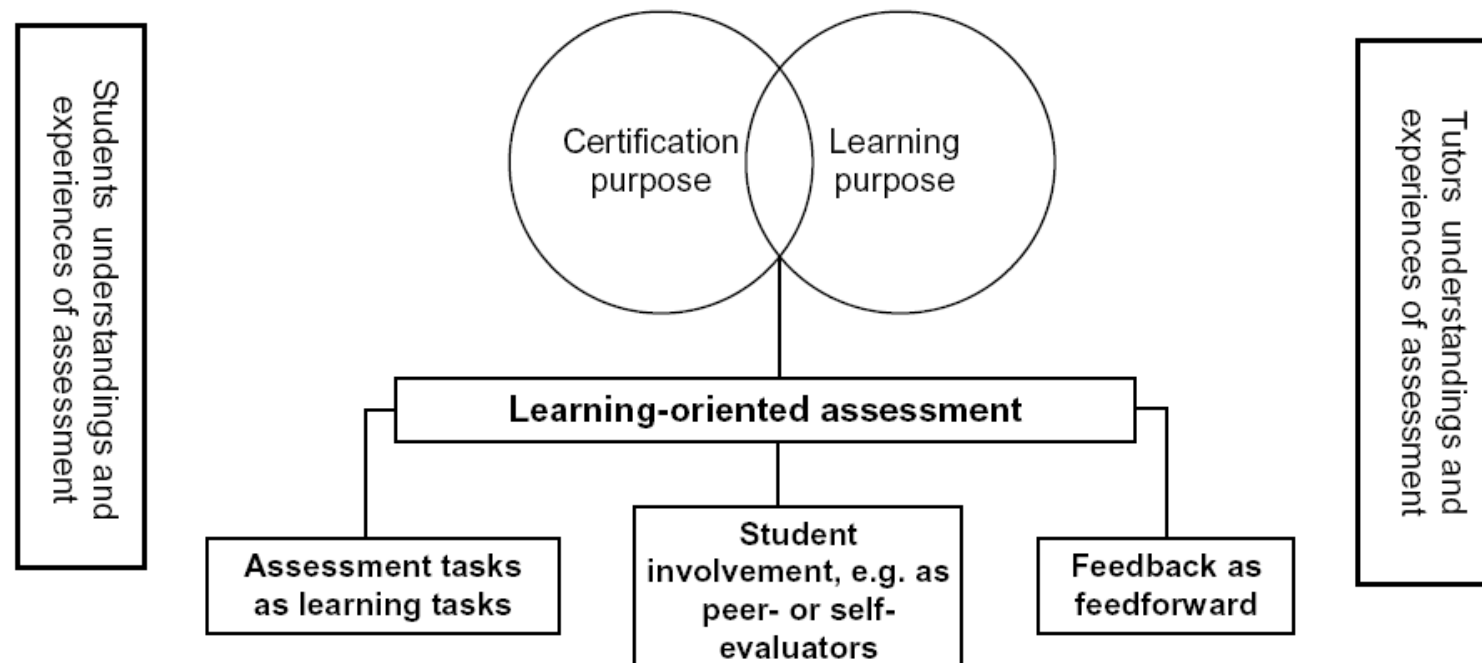 Students understandings and
experiences of assessment
Certification
purpose
Learning
purpose
Tutors understandings and
experiences of assessment
Learning-oriented assessment
Assessment tasks
as learning tasks
Student
involvement, e.g. as
peer- or self-
evaluators
Feedback as
feedforward